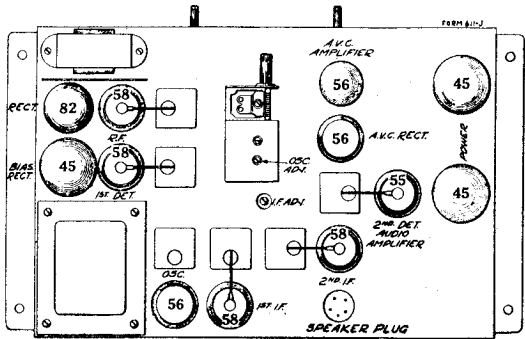 FORM 611-J
A.V.C.
AMPLIFIER
56
45
RECT.
82
58
R.F.
56
A.V.C. RECT.
POWER
BIAS
RECT.
45
58
1ST. DET.
OSC.
ADJ.
I.F. ADJ.
55
45
2ND. DET.
AUDIO
AMPLIFIER
58
2ND. I.F.
OSC.
56
58
1ST. I.F.
SPEAKER PLUG